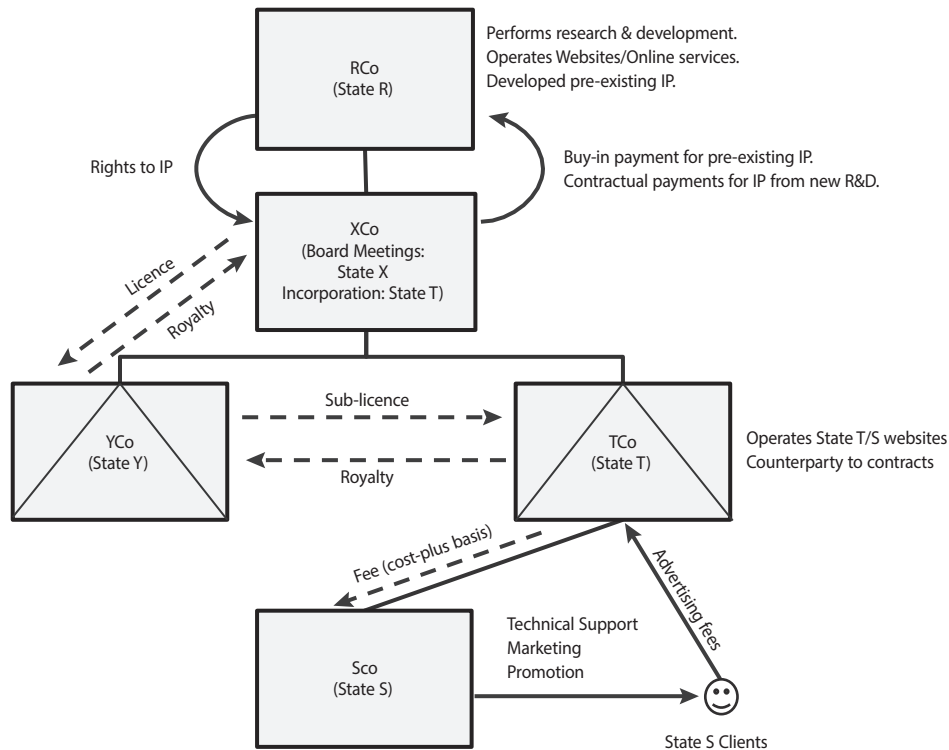 RCo
(State R)
Performs research & development.
Operates Websites/Online services.
Developed pre-existing IP.
Rights to IP
Buy-in payment for pre-existing IP.
Contractual payments for IP from new R&D.
XCo
(Board Meetings:
State X
Incorporation: State T)
Licence
Royalty
YCo
(State Y)
Sub-licence
Royalty
TCo
(State T)
Operates State T/S websites
Counterparty to contracts
Fee (cost-plus basis)
Advertising fees
Sco
(State S)
Technical Support
Marketing
Promotion
State S Clients